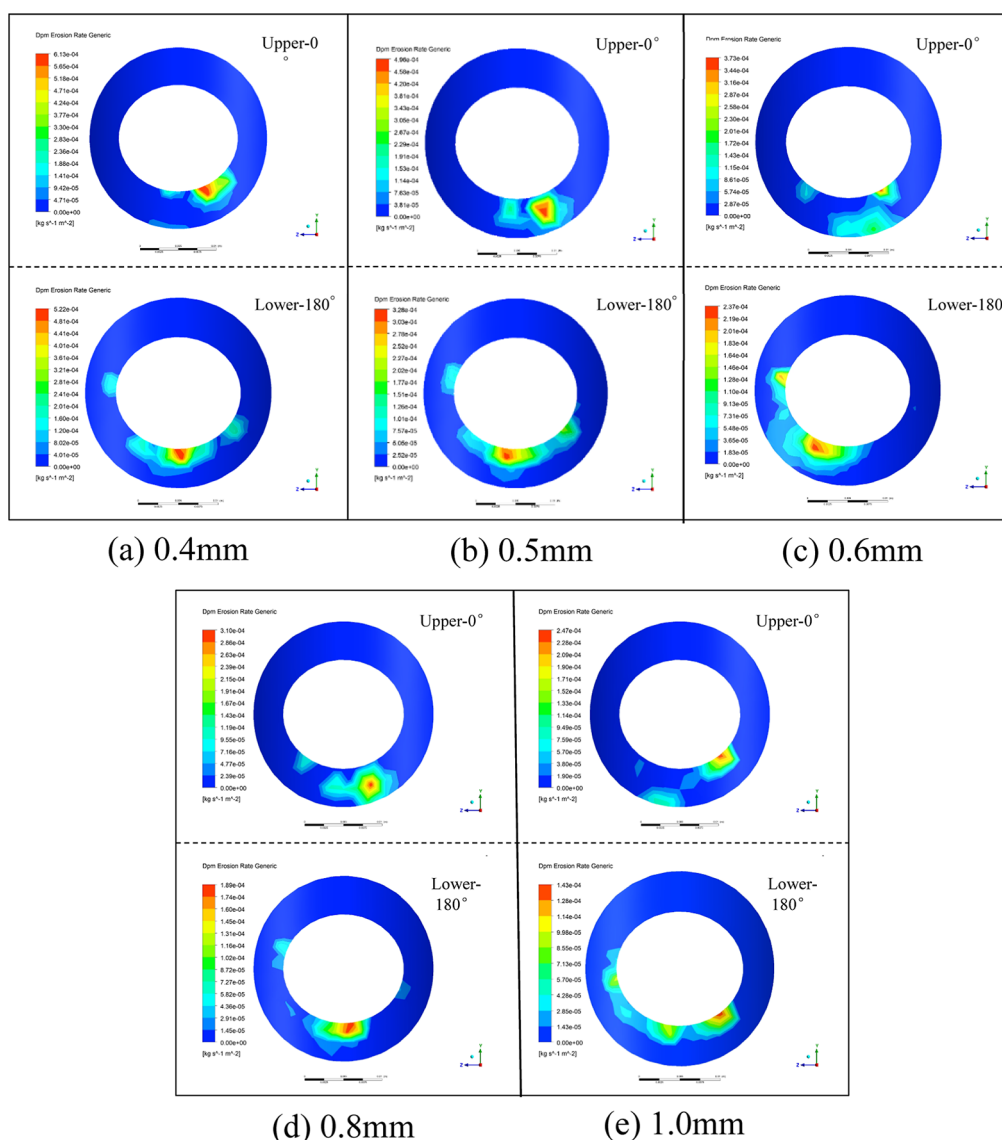 Dpm Erosion Rate Generic
Upper-0
°
6.13e-04
5.65e-04
5.18e-04
4.71e-04
4.24e-04
3.77e-04
3.30e-04
2.83e-04
2.36e-04
1.88e-04
1.41e-04
9.42e-05
4.71e-05
0.00e+00
[kg s^-1 m^-2]
Y
Z
Dpm Erosion Rate Generic
Upper-0°
4.96e-04
4.58e-04
4.20e-04
3.81e-04
3.43e-04
3.05e-04
2.67e-04
2.29e-04
1.91e-04
1.53e-04
1.14e-04
7.63e-05
3.81e-05
0.00e+00
[kg s^-1 m^-2]
Y
Z
Dpm Erosion Rate Generic
Upper-0°
3.73e-04
3.44e-04
3.16e-04
2.87e-04
2.58e-04
2.30e-04
2.01e-04
1.72e-04
1.43e-04
1.15e-04
8.61e-05
5.74e-05
2.87e-05
0.00e+00
[kg s^-1 m^-2]
Y
Z
Dpm Erosion Rate Generic
Lower-180°
5.22e-04
4.81e-04
4.41e-04
4.01e-04
3.61e-04
3.21e-04
2.81e-04
2.41e-04
2.01e-04
1.60e-04
1.20e-04
8.02e-05
4.01e-05
0.00e+00
[kg s^-1 m^-2]
Y
Z
Dpm Erosion Rate Generic
Lower-180°
3.28e-04
3.03e-04
2.78e-04
2.52e-04
2.27e-04
2.02e-04
1.77e-04
1.51e-04
1.26e-04
1.01e-04
7.57e-05
5.05e-05
2.52e-05
0.00e+00
[kg s^-1 m^-2]
Y
Z
Dpm Erosion Rate Generic
Lower-180
2.37e-04
2.19e-04
2.01e-04
1.83e-04
1.64e-04
1.46e-04
1.28e-04
1.10e-04
9.13e-05
7.31e-05
5.48e-05
3.65e-05
1.83e-05
0.00e+00
[kg s^-1 m^-2]
Y
Z
(a) 0.4mm
(b) 0.5mm
(c) 0.6mm
Dpm Erosion Rate Generic
Upper-0°
3.10e-04
2.86e-04
2.63e-04
2.39e-04
2.15e-04
1.91e-04
1.67e-04
1.43e-04
1.19e-04
9.55e-05
7.16e-05
4.77e-05
2.39e-05
0.00e+00
[kg s^-1 m^-2]
Y
Z
Dpm Erosion Rate Generic
Upper-0°
2.47e-04
2.28e-04
2.09e-04
1.90e-04
1.71e-04
1.52e-04
1.33e-04
1.14e-04
9.49e-05
7.59e-05
5.70e-05
3.80e-05
1.90e-05
0.00e+00
[kg s^-1 m^-2]
Y
Z
Dpm Erosion Rate Generic
Lower-
180°
1.89e-04
1.74e-04
1.60e-04
1.45e-04
1.31e-04
1.16e-04
1.02e-04
8.72e-05
7.27e-05
5.82e-05
4.36e-05
2.91e-05
1.45e-05
0.00e+00
[kg s^-1 m^-2]
Y
Z
Dpm Erosion Rate Generic
Lower-
180°
1.43e-04
1.28e-04
1.14e-04
9.98e-05
8.55e-05
7.13e-05
5.70e-05
4.28e-05
2.85e-05
1.43e-05
0.00e+00
[kg s^-1 m^-2]
Y
Z
(d) 0.8mm
(e) 1.0mm